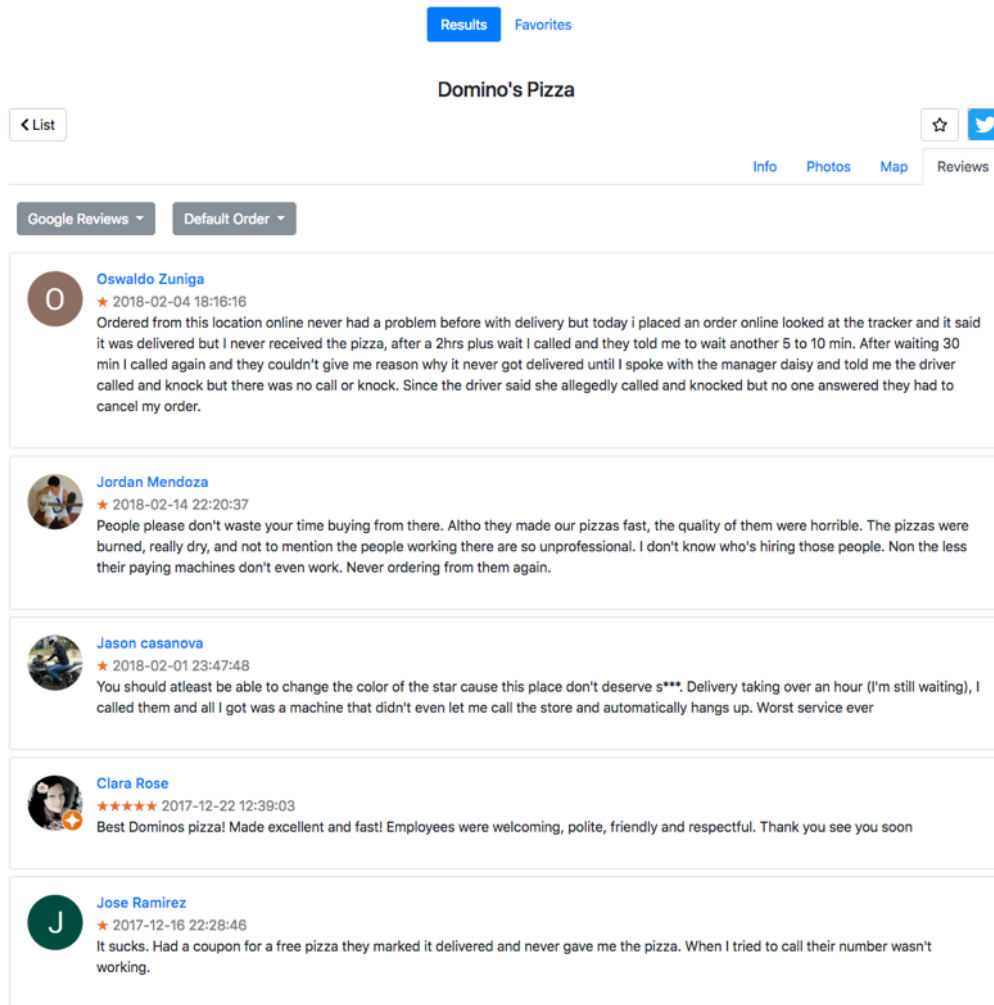 Results Favorites
Domino's Pizza
List
Info Photos Map Reviews
Google Reviews Default Order
O
Oswaldo Zuniga
★ 2018-02-04 18:16:16
Ordered from this location online never had a problem before with delivery but today i placed an order online looked at the tracker and it said
it was delivered but I never received the pizza, after a 2hrs plus wait I called and they told me to wait another 5 to 10 min. After waiting 30
min I called again and they couldn't give me reason why it never got delivered until I spoke with the manager daisy and told me the driver
called and knock but there was no call or knock. Since the driver said she allegedly called and knocked but no one answered they had to
cancel my order.
Jordan Mendoza
★ 2018-02-14 22:20:37
People please don't waste your time buying from there. Altho they made our pizzas fast, the quality of them were horrible. The pizzas were
burned, really dry, and not to mention the people working there are so unprofessional. I don't know who's hiring those people. Non the less
their paying machines don't even work. Never ordering from them again.
Jason casanova
★ 2018-02-01 23:47:48
You should atleast be able to change the color of the star cause this place don't deserve s***. Delivery taking over an hour (I'm still waiting), I
called them and all I got was a machine that didn't even let me call the store and automatically hangs up. Worst service ever
Clara Rose
★★★★★ 2017-12-22 12:39:03
Best Dominos pizza! Made excellent and fast! Employees were welcoming, polite, friendly and respectful. Thank you see you soon
J
Jose Ramirez
★ 2017-12-16 22:28:46
It sucks. Had a coupon for a free pizza they marked it delivered and never gave me the pizza. When I tried to call their number wasn't
working.